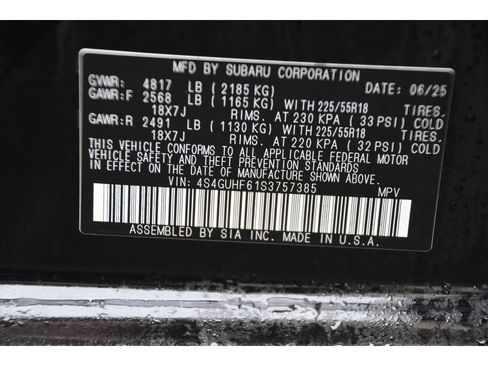 MFD BY SUBARU CORPORATION
GVWR: 4817 LB ( 2185 KG) DATE: 06/25
GAWR:F 2568 LB ( 1165 KG) WITH 225/55R18 TIRES.
18X7J RIMS. AT 230 KPA ( 33 PSI) COLD
GAWR:R 2491 LB ( 1130 KG) WITH 225/55R18 TIRES.
18X7J RIMS. AT 220 KPA ( 32 PSI) COLD
THIS VEHICLE CONFORMS TO ALL APPLICABLE FEDERAL MOTOR
VEHICLE SAFETY AND THEFT PREVENTION STANDARDS
IN EFFECT ON THE DATE OF MANUFACTURE SHOWN ABOVE.
VIN: 4S4GUHF61S3757385 MPV
ASSEMBLED BY SIA INC. MADE IN U.S.A.